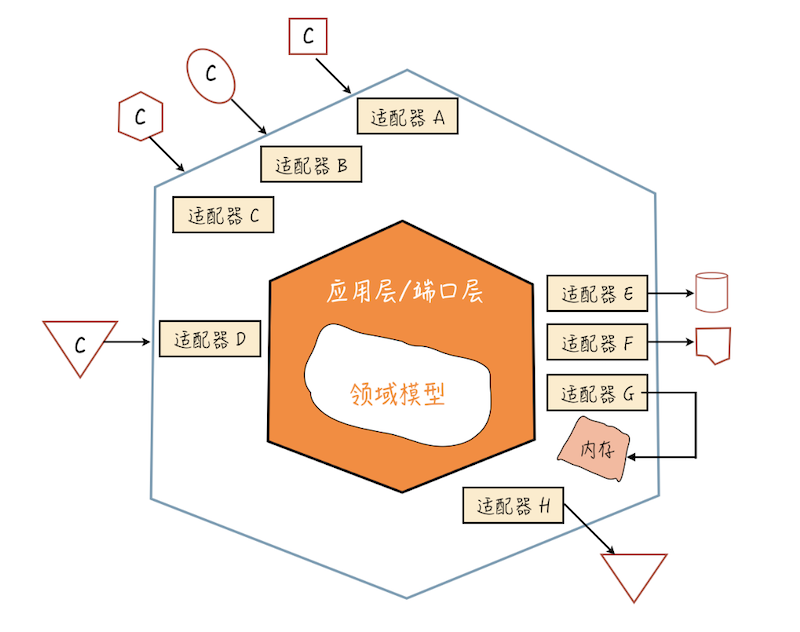 C
C
C
适配器 A
适配器 B
适配器 C
应用层/端口层
适配器 E
C
适配器 D
适配器 F
领域模型
适配器 G
内存
适配器 H